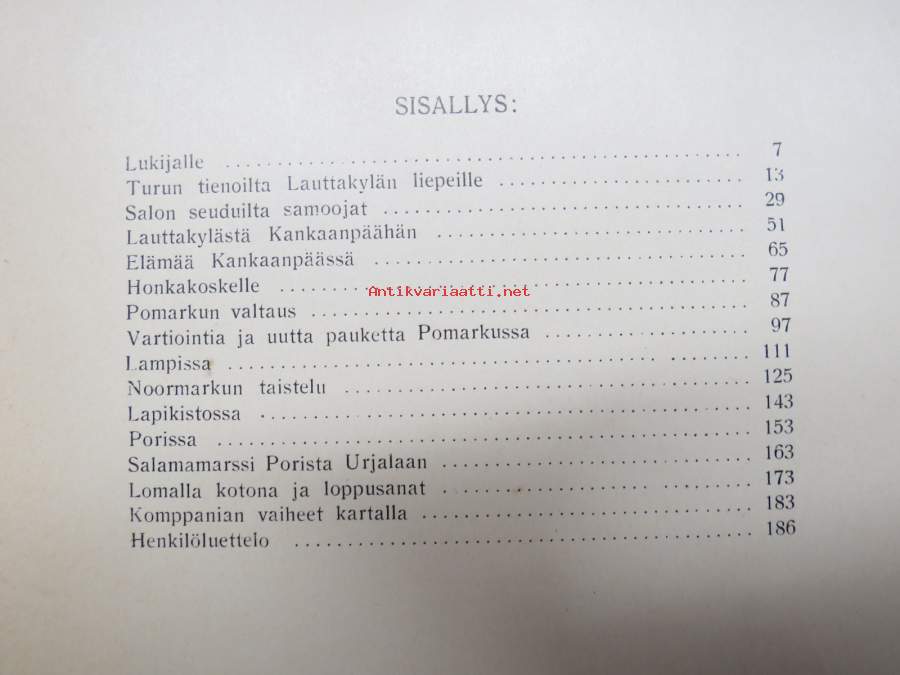 SISALLYS:
Lukijalle 7
Turun tienoilta Lauttakylän liepeille 13
Salon seuduilta samoojat 29
Lauttakylästä Kankaanpäähän 51
Elämää Kankaanpäässä 65
Honkakoskelle 77
Antikvariaatti.net
Pomarkun valtaus 87
Vartiointia ja uutta pauketta Pomarkussa 97
Lampissa 111
Noormarkun taistelu 125
Lapikistossa 143
Porissa 153
Salamamarssi Porista Urjalaan 163
Lomalla kotona ja loppusanat 173
Komppanian vaiheet kartalla 183
Henkilöluettelo 186